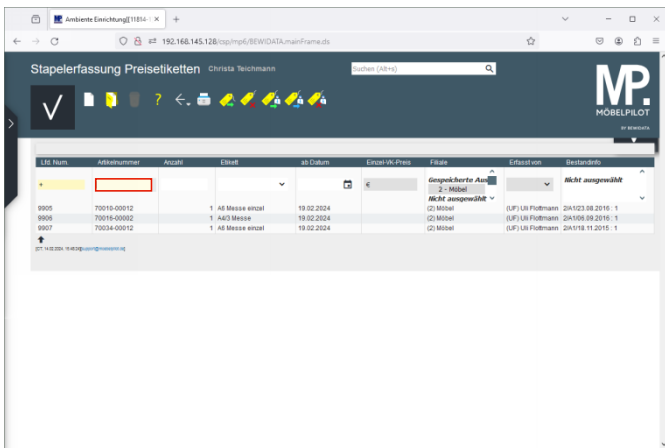 Ambiente Einrichtung[[11814-
192.168.145.128/csp/mp6/BEWIDATA.mainFrame.ds
Stapelerfassung Preisetiketten Christa Teichmann
Suchen (Alt+s)
MP.
MÖBELPILOT
BY BEWIDATA
Lfd. Num. Artikelnummer Anzahl Etikett ab Datum Einzel-VK-Preis Filiale Erfasst von Bestandinfo
+ € Gespeicherte Aus Nicht ausgewählt
2 - Möbel
Nicht ausgewählt
9905 70010-00012 1 A6 Messe einzel 19.02.2024 (2) Möbel (UF) Uli Flottmann 2/A1/23.08.2016 : 1
9906 70016-00002 1 A4/3 Messe 19.02.2024 (2) Möbel (UF) Uli Flottmann 2/A1/06.09.2016 : 1
9907 70034-00012 1 A6 Messe einzel 19.02.2024 (2) Möbel (UF) Uli Flottmann 2/A1/18.11.2015 : 1